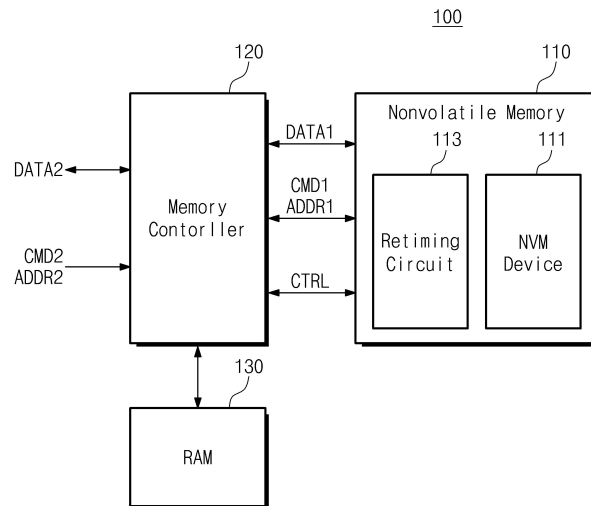 100
120
110
Nonvolatile Memory
DATA1
113
111
DATA2
CMD1
ADDR1
Memory
Contorller
Retiming
Circuit
NVM
Device
CMD2
ADDR2
CTRL
130
RAM